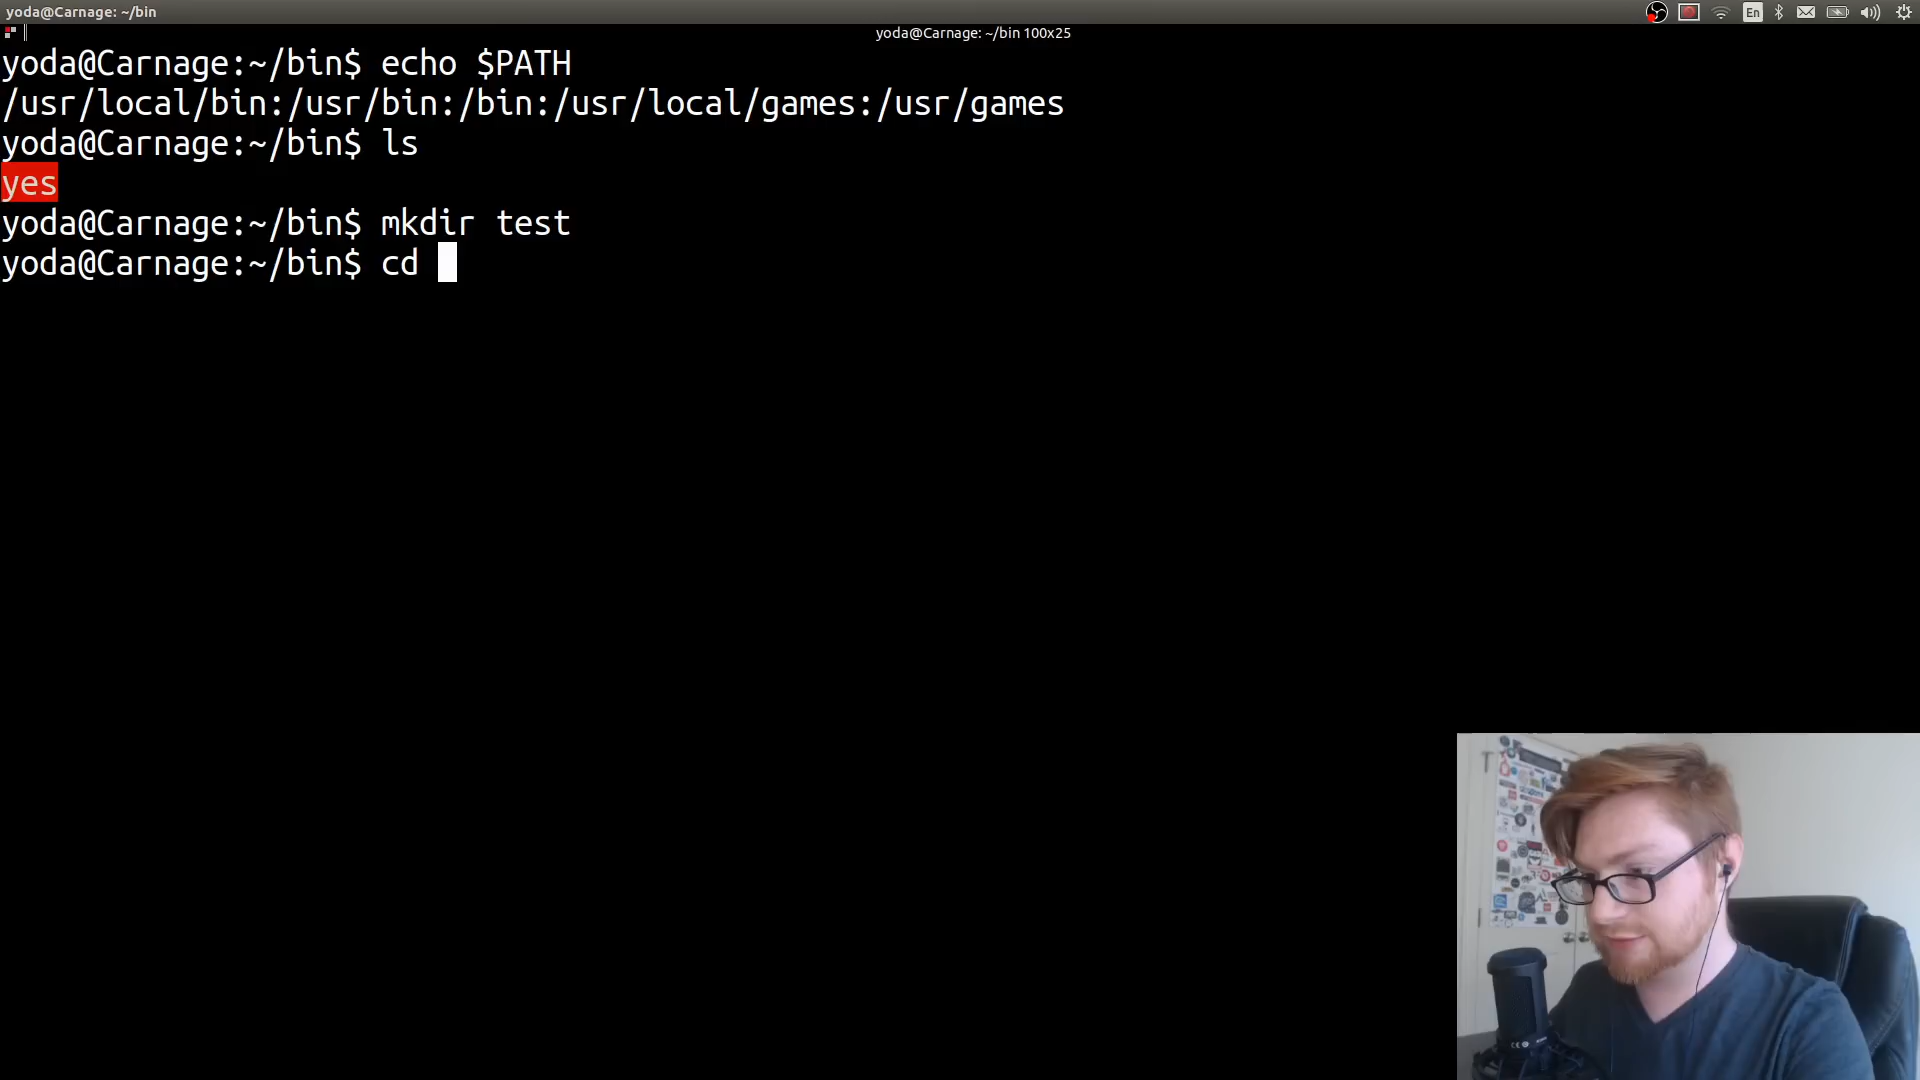 yoda@Carnage: ~/bin
En
yoda@Carnage: ~/bin 100x25
yoda@Carnage:~/bin$ echo $PATH
/usr/local/bin:/usr/bin:/bin:/usr/local/games:/usr/games
yoda@Carnage:~/bin$ ls
yes
yoda@Carnage:~/bin$ mkdir test
yoda@Carnage:~/bin$ cd